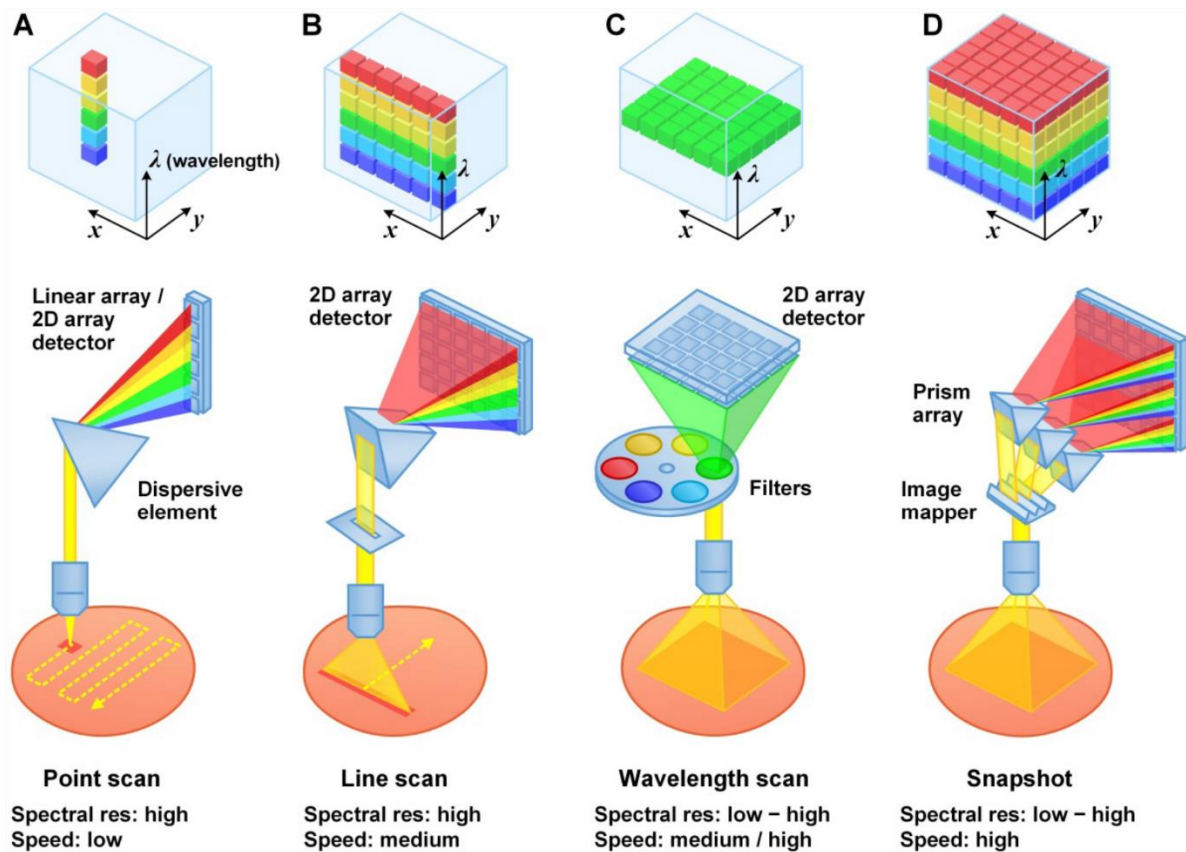 A
λ (wavelength)
x
y
B
λ
x
y
C
λ
x
y
D
λ
x
y
Linear array /
2D array
detector
Dispersive
element
2D array
detector
2D array
detector
Filters
Prism
array
Image
mapper
Point scan
Spectral res: high
Speed: low
Line scan
Spectral res: high
Speed: medium
Wavelength scan
Spectral res: low – high
Speed: medium / high
Snapshot
Spectral res: low – high
Speed: high